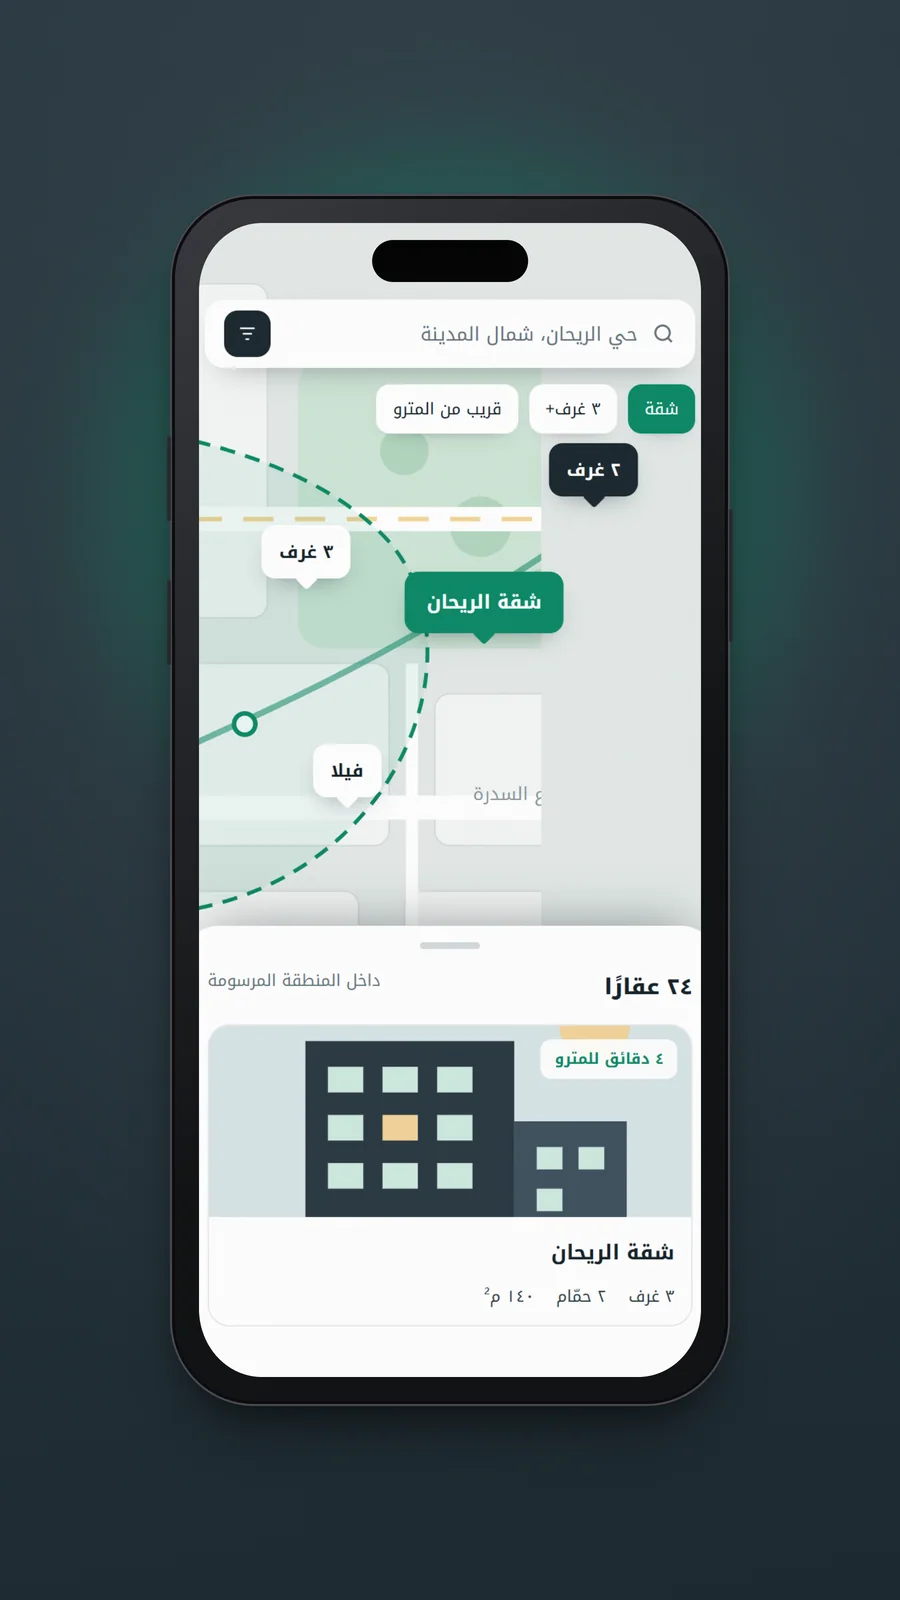 حي الريحان، شمال المدينة
شقة
٣ غرف+
قريب من المترو
٢ غرف
٣ غرف
شقة الريحان
فيلا
ع السدرة
٢٤ عقارًا
داخل المنطقة المرسومة
٤ دقائق للمترو
شقة الريحان
٣ غرف
٢ حمّام
١٤٠ م²